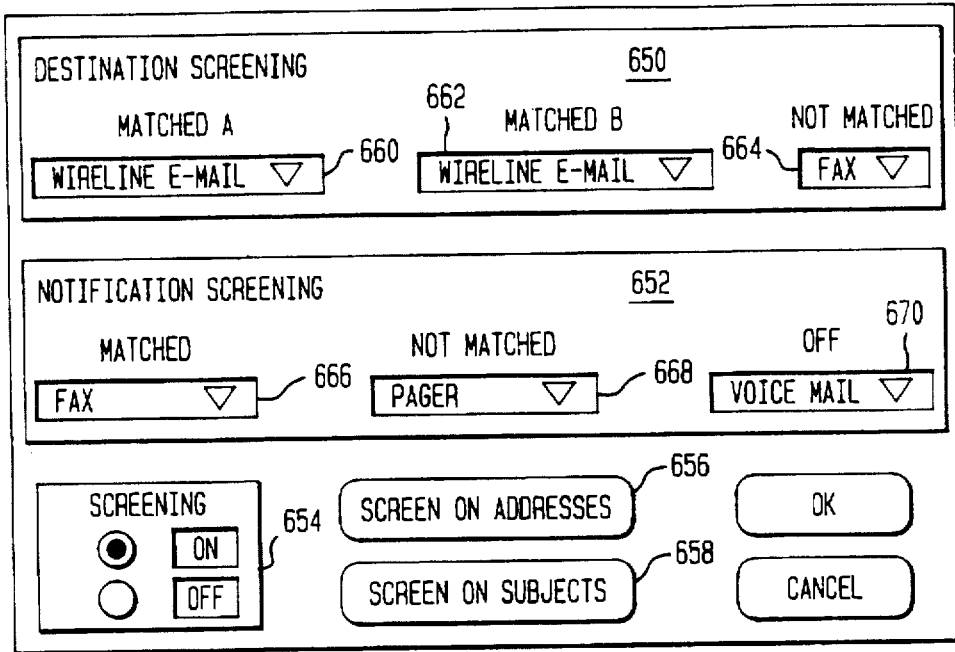 DESTINATION SCREENING 650
MATCHED A 662 MATCHED B NOT MATCHED
WIRELINE E-MAIL 660 WIRELINE E-MAIL 664 FAX
NOTIFICATION SCREENING 652
MATCHED NOT MATCHED OFF 670
FAX 666 PAGER 668 VOICE MAIL
SCREENING 654 SCREEN ON ADDRESSES 656 OK
ON
OFF SCREEN ON SUBJECTS 658 CANCEL